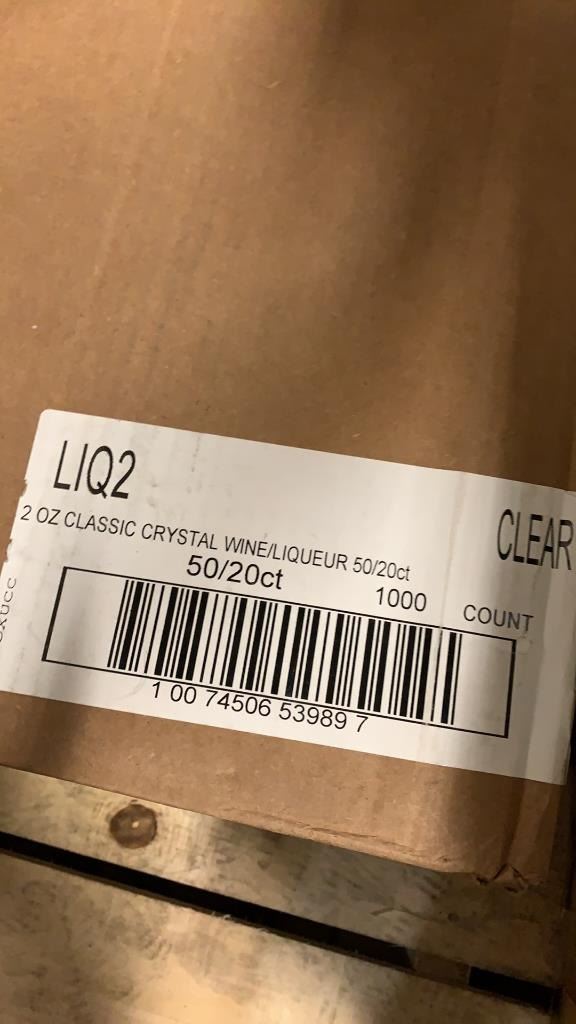 LIQ2
CLEAR
2 OZ CLASSIC CRYSTAL WINE/LIQUEUR 50/20ct
50/20ct
1000 COUNT
1 00 74506 53989 7